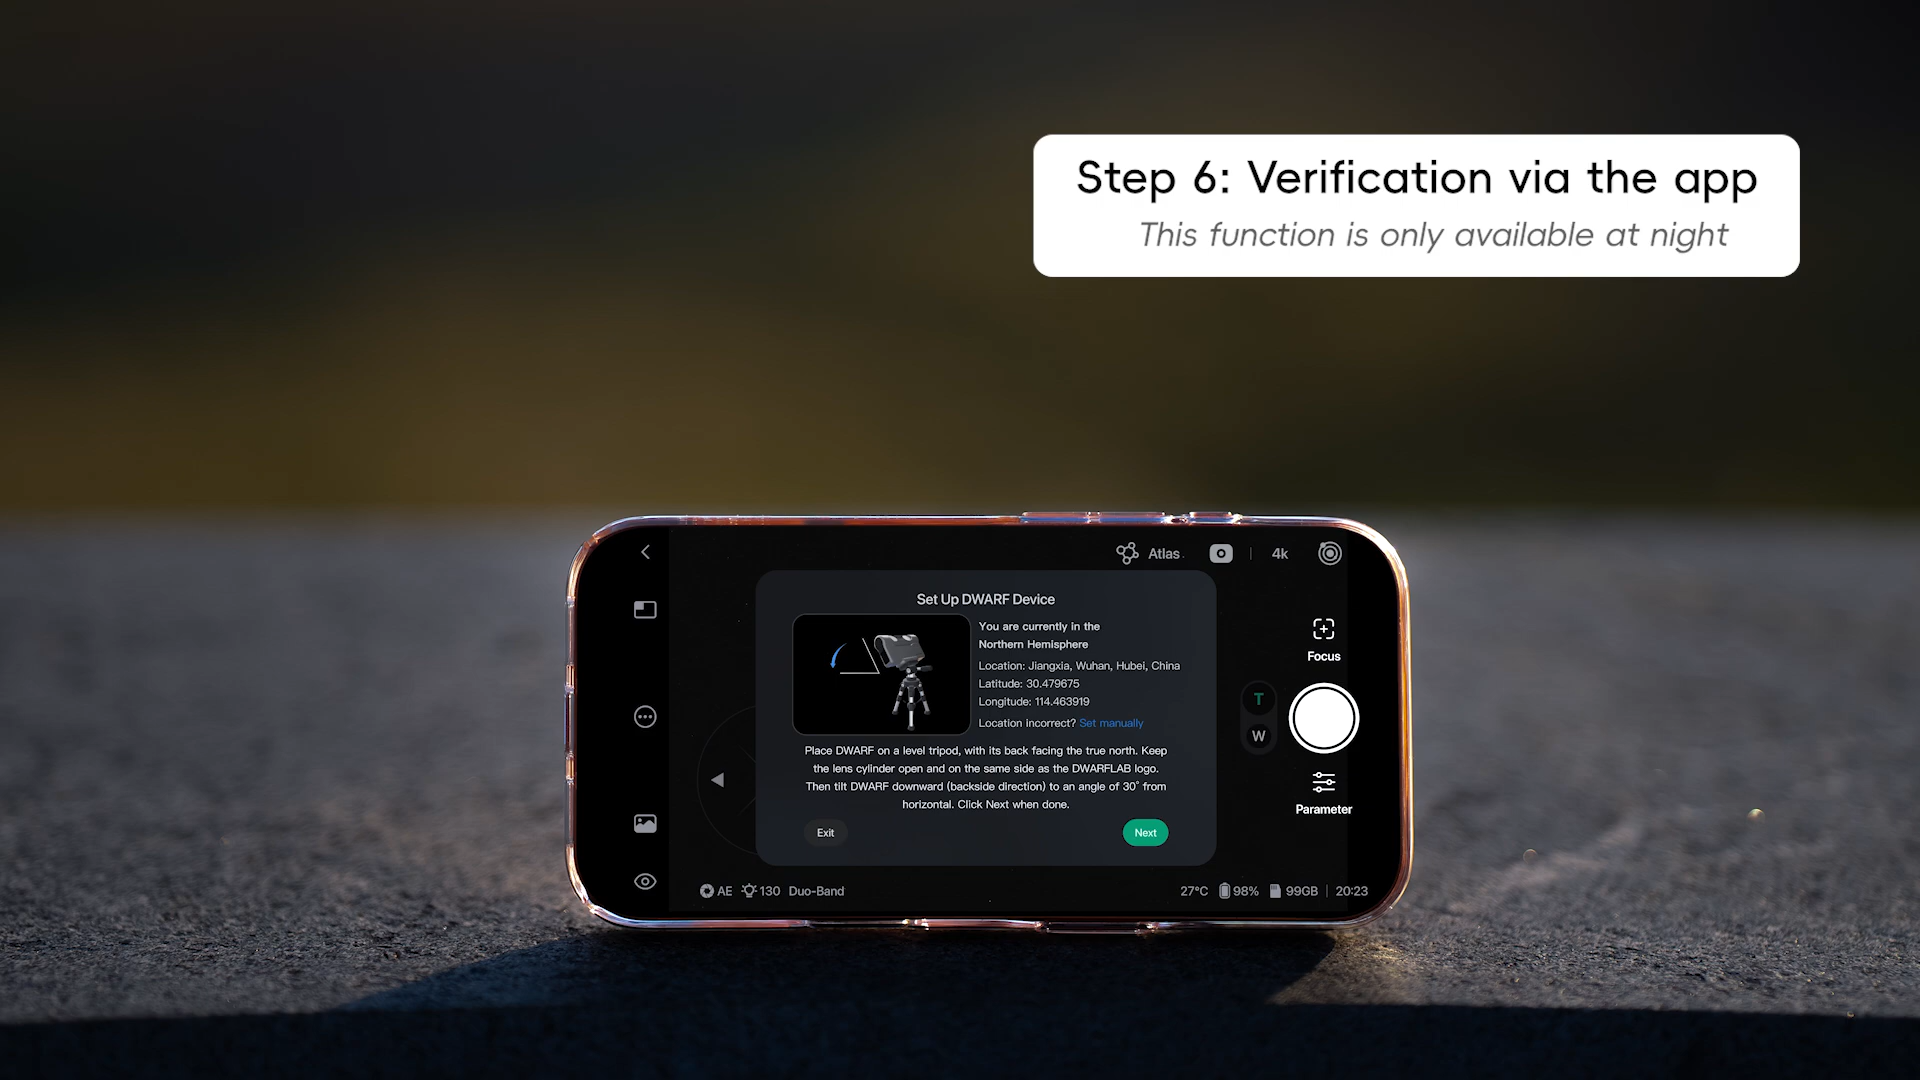 Step 6: Verification via the app
This function is only available at night
Atlas
4k
Set Up DWARF Device
You are currently in the
Northern Hemisphere
Location: Jiangxia, Wuhan, Hubei, China
Latitude: 30.479675
Longitude: 114.463919
Location incorrect? Set manually
Place DWARF on a level tripod, with its back facing the true north. Keep
the lens cylinder open and on the same side as the DWARFLAB logo.
Then tilt DWARF downward (backside direction) to an angle of 30° from
horizontal. Click Next when done.
Exit
Next
Focus
T
W
Parameter
AE 130 Duo-Band
27°C 98% 99GB | 20:23